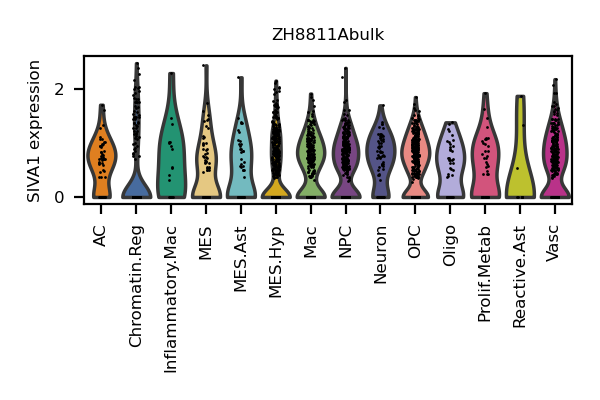 ZH8811Abulk
SIVA1 expression
2
0
AC
Chromatin.Reg
Inflammatory.Mac
MES
MES.Ast
MES.Hyp
Mac
NPC
Neuron
OPC
Oligo
Prolif.Metab
Reactive.Ast
Vasc